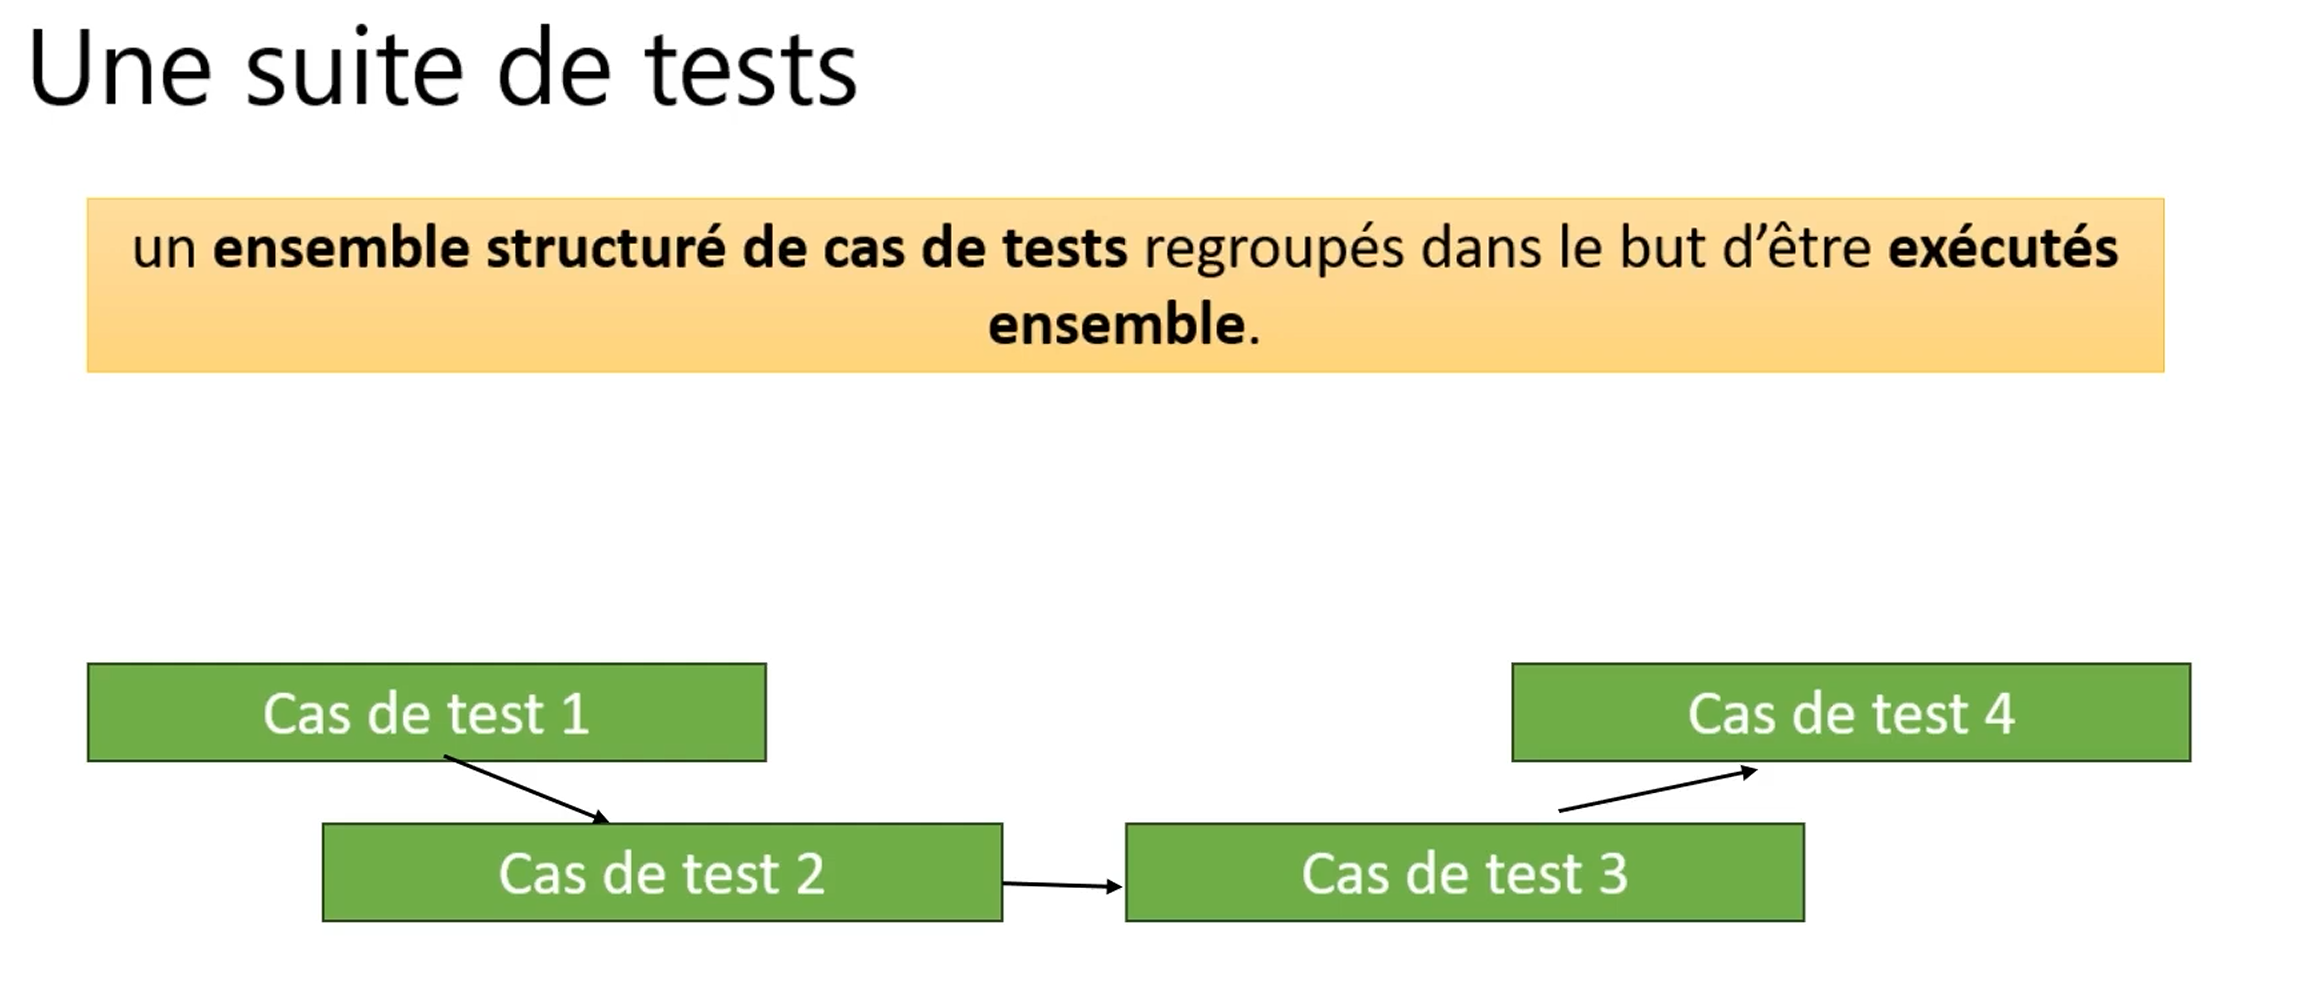 Une suite de tests
un ensemble structuré de cas de tests regroupés dans le but d’être exécutés
ensemble.
Cas de test 1
Cas de test 4
Cas de test 2
Cas de test 3